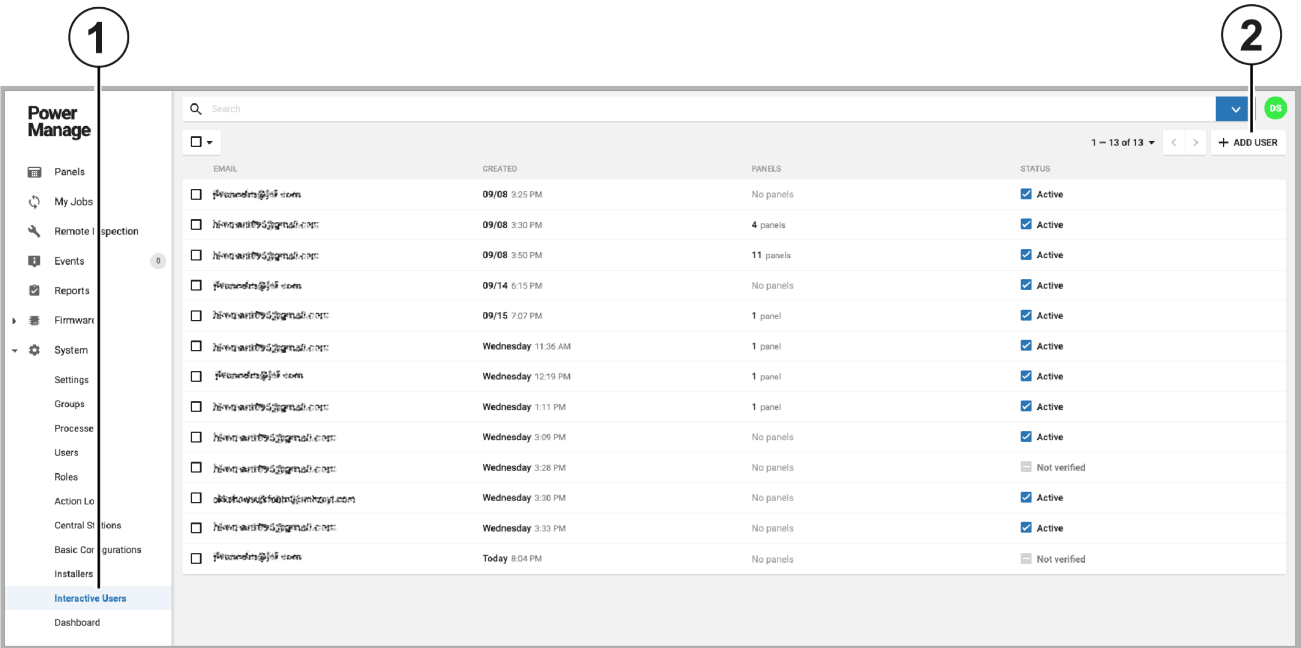 1
2
Power
Manage
Search
DS
1 – 13 of 13
+ ADD USER
EMAIL CREATED PANELS STATUS
Panels
My Jobs
Remote spection
Events 0
Reports
Firmware
System
Settings
Groups
Processe
Users
Roles
Action Lo
Central St tions
Basic Con gurations
Installers
Interactive Users
Dashboard
09/08 3:25 PM No panels Active
09/08 3:30 PM 4 panels Active
09/08 3:50 PM 11 panels Active
09/14 6:15 PM No panels Active
09/15 7:07 PM 1 panel Active
Wednesday 11:36 AM 1 panel Active
Wednesday 12:19 PM 1 panel Active
Wednesday 1:11 PM 1 panel Active
Wednesday 3:09 PM No panels Active
Wednesday 3:28 PM No panels Not verified
Wednesday 3:30 PM No panels Active
Wednesday 3:33 PM No panels Active
Today 8:04 PM No panels Not verified